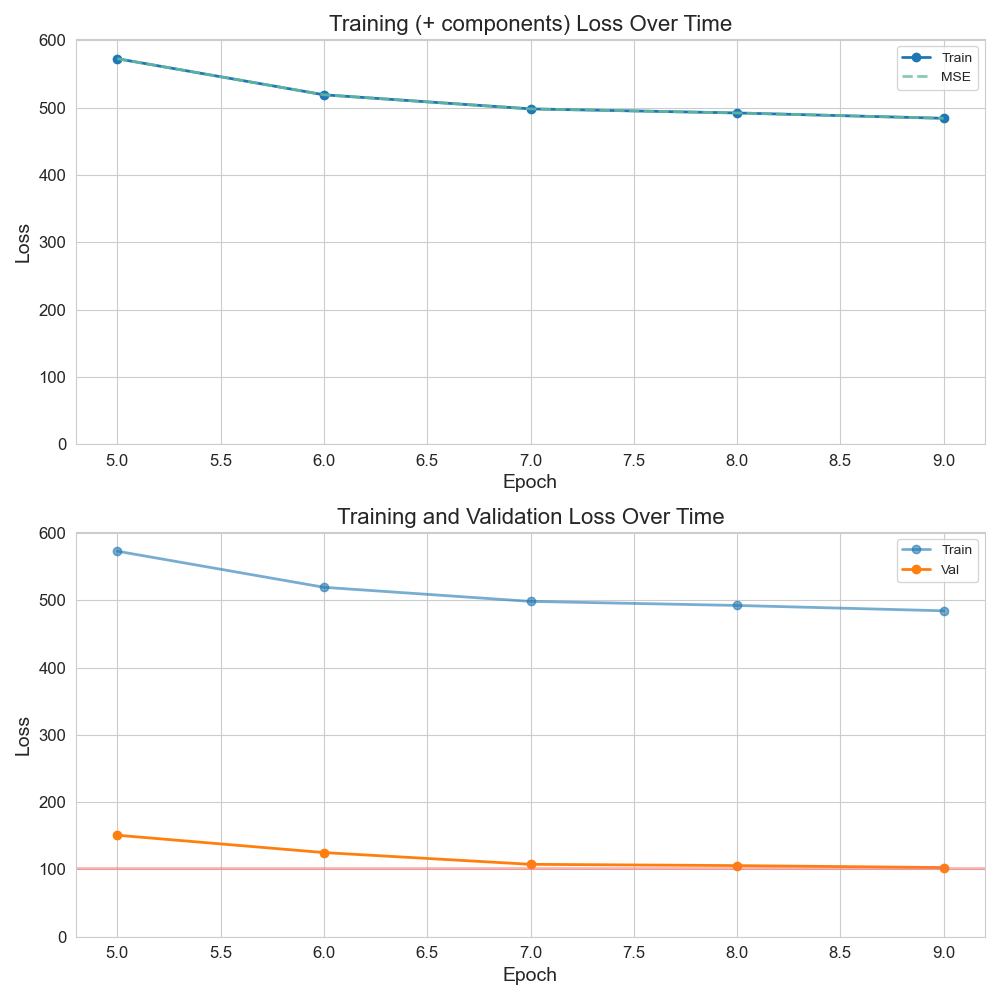 Training (+ components) Loss Over Time
600
500
400
300
200
100
0
Loss
Train
MSE
5.0 5.5 6.0 6.5 7.0 7.5 8.0 8.5 9.0
Epoch
Training and Validation Loss Over Time
600
500
400
300
200
100
0
Loss
Train
Val
5.0 5.5 6.0 6.5 7.0 7.5 8.0 8.5 9.0
Epoch